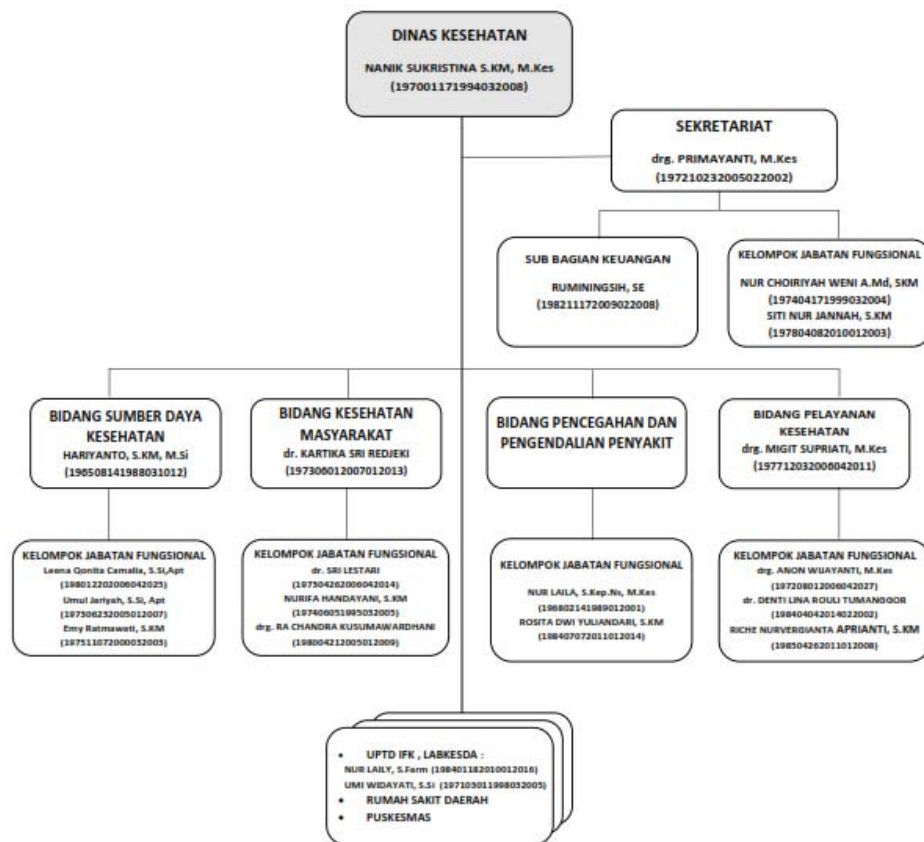 DINAS KESEHATAN
NANIK SUKRISTINA S.KM, M.Kes
(197001171994032008)
SEKRETARIAT
drg. PRIMAYANTI, M.Kes
(197210232005022002)
SUB BAGIAN KEUANGAN
RUMININGSIH, SE
(198211172009022008)
KELOMPOK JABATAN FUNGSIONAL
NUR CHOIRIYAH WENI A.Md, SKM
(197404171999032004)
SITI NUR JANNAH, S.KM
(197804082010012003)
BIDANG SUMBER DAYA
KESEHATAN
HARIYANTO, S.KM, M.Si
(196508141988031012)
BIDANG KESEHATAN
MASYARAKAT
dr. KARTIKA SRI REDJEKI
(197306012007012013)
BIDANG PENCEGAHAN DAN
PENGENDALIAN PENYAKIT
BIDANG PELAYANAN
KESEHATAN
drg. MIGIT SUPRIATI, M.Kes
(197712032006042011)
KELOMPOK JABATAN FUNGSIONAL
Leana Qonita Camalia, S.Si,Apt
(198012202006042025)
Umul Jariyah, S.Si, Apt
(197306232005012007)
Emy Ratmawati, S.KM
(197511072000032003)
KELOMPOK JABATAN FUNGSIONAL
dr. SRI LESTARI
(197304262006042014)
NURIFA HANDAYANI, S.KM
(197406051995032005)
drg. RA CHANDRA KUSUMAWARDHANI
(198004212005012009)
KELOMPOK JABATAN FUNGSIONAL
NUR LAILA, S.Kep.Ns, M.Kes
(196802141989012001)
ROSITA DWI YULIANDARI, S.KM
(198407072011012014)
KELOMPOK JABATAN FUNGSIONAL
drg. ANON WIJAYANTI, M.Kes
(197208012006042027)
dr. DENTI LINA ROULI TUMANGGOR
(198404042014022002)
RICHE NURVERGIANTA APRIANTI, S.KM
(198504262011012008)
• UPTD IFK , LABKESDA :
NUR LAILY, S.Farm (198401182010012016)
UMI WIDAYATI, S.Si (197103011998032005)
• RUMAH SAKIT DAERAH
• PUSKESMAS